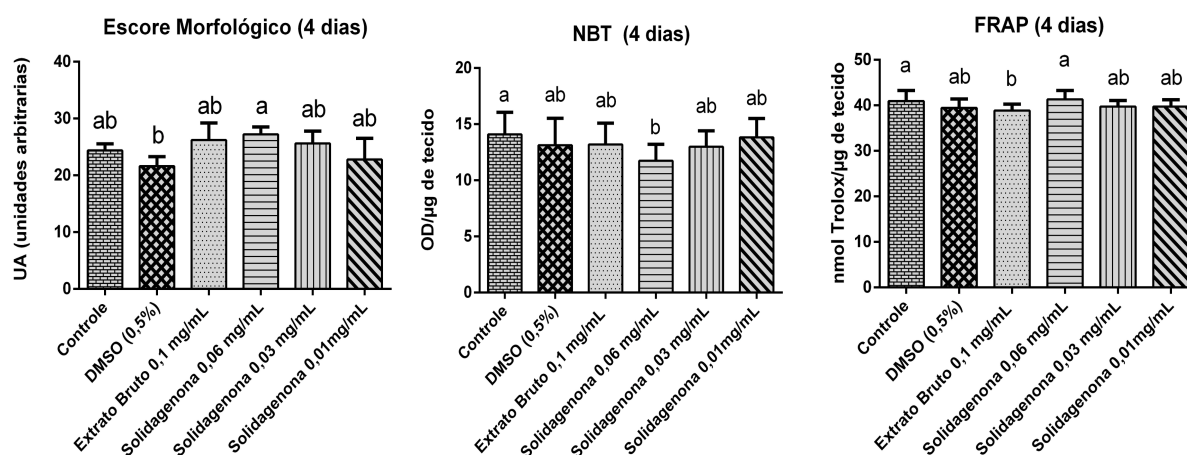 Escore Morfológico (4 dias)
UA (unidades arbitrarias)
40
30
20
10
0
ab
b
ab
a
ab
ab
Controle
DMSO (0,5%)
Extrato Bruto 0,1 mg/mL
Solidagenona 0,06 mg/mL
Solidagenona 0,03 mg/mL
Solidagenona 0,01mg/mL
NBT (4 dias)
OD/µg de tecido
20
15
10
5
0
a
ab
ab
b
ab
ab
Controle
DMSO (0,5%)
Extrato Bruto 0,1 mg/mL
Solidagenona 0,06 mg/mL
Solidagenona 0,03 mg/mL
Solidagenona 0,01mg/mL
FRAP (4 dias)
nmol Trolox/µg de tecido
50
40
30
20
10
0
a
ab
b
a
ab
ab
Controle
DMSO (0,5%)
Extrato Bruto 0,1 mg/mL
Solidagenona 0,06 mg/mL
Solidagenona 0,03 mg/mL
Solidagenona 0,01mg/mL